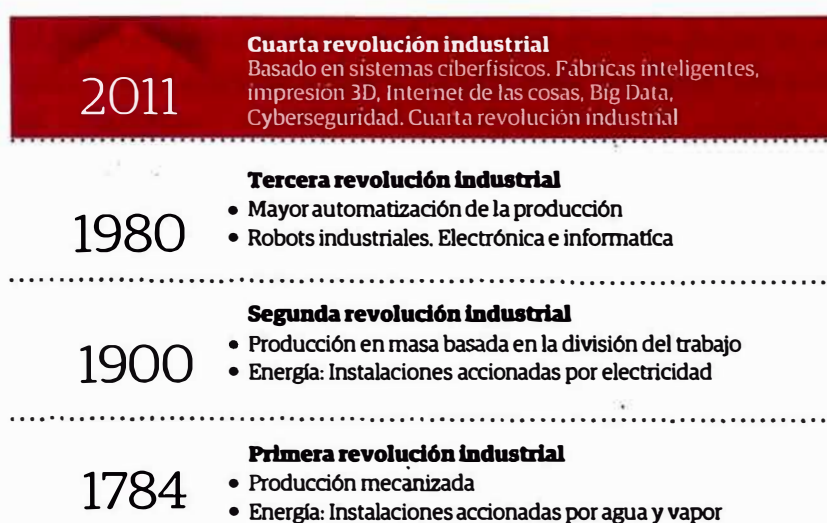 2011
Cuarta revolución industrial
Basado en sistemas ciberfísicos. Fábricas inteligentes,
impresión 3D, Internet de las cosas, Big Data,
Cyberseguridad. Cuarta revolución industrial
1980
Tercera revolución industrial
• Mayor automatización de la producción
• Robots industriales. Electrónica e informatíca
1900
Segunda revolución industrial
• Producción en masa basada en la división del trabajo
• Energía: Instalaciones accionadas por electricidad
1784
Primera revolución industrial
• Producción mecanizada
• Energía: Instalaciones accionadas por agua y vapor